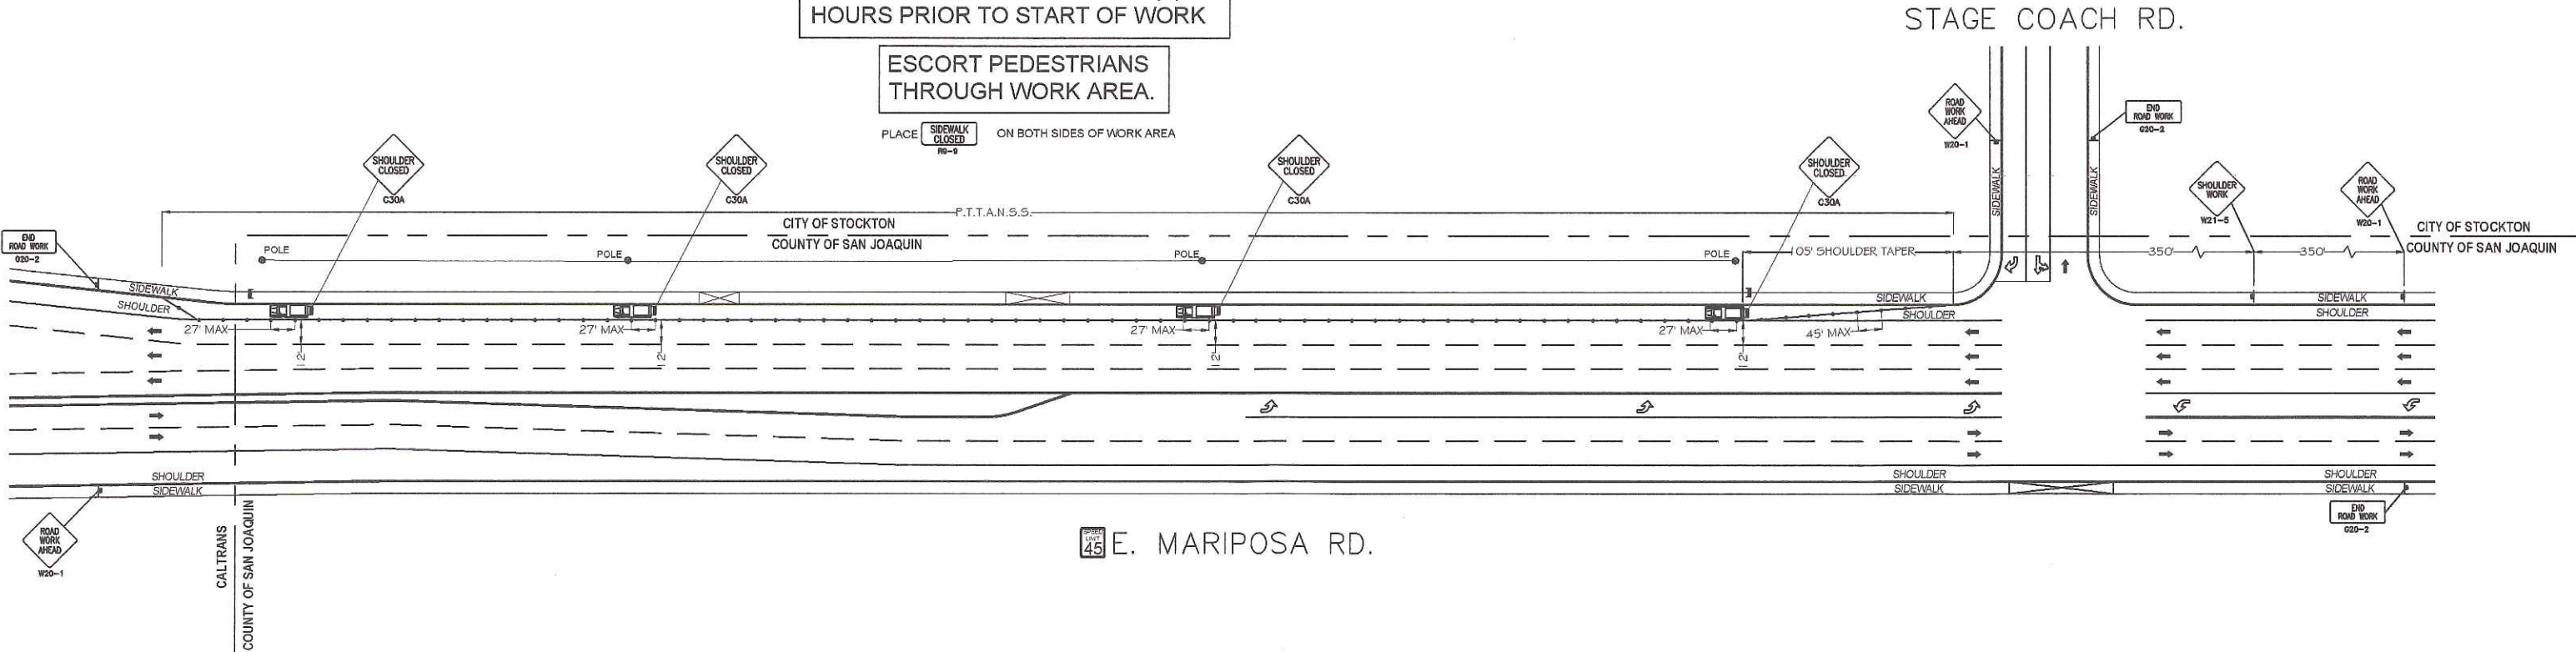 HOURS PRIOR TO START OF WORK
STAGE COACH RD.
ESCORT PEDESTRIANS
THROUGH WORK AREA.
PLACE SIDEWALK CLOSED R9-9 ON BOTH SIDES OF WORK AREA
ROAD
WORK
AHEAD
W20-1
END
ROAD WORK
G20-2
SHOULDER
CLOSED
C30A
SHOULDER
CLOSED
C30A
SHOULDER
CLOSED
C30A
SHOULDER
CLOSED
C30A
SIDEWALK
SIDEWALK
SHOULDER
WORK
W21-5
ROAD
WORK
AHEAD
W20-1
P.T.T.A.N.S.S.
CITY OF STOCKTON
COUNTY OF SAN JOAQUIN
CITY OF STOCKTON
COUNTY OF SAN JOAQUIN
END
ROAD WORK
G20-2
POLE
POLE
POLE
POLE
105' SHOULDER TAPER
350'
350'
SIDEWALK
SHOULDER
SIDEWALK
SHOULDER
SIDEWALK
SHOULDER
27' MAX
27' MAX
27' MAX
27' MAX
45' MAX
SHOULDER
SIDEWALK
SHOULDER
SIDEWALK
SHOULDER
SIDEWALK
ROAD
WORK
AHEAD
W20-1
CALTRANS
COUNTY OF SAN JOAQUIN
SPEED
LIMIT
45
E. MARIPOSA RD.
END
ROAD WORK
G20-2